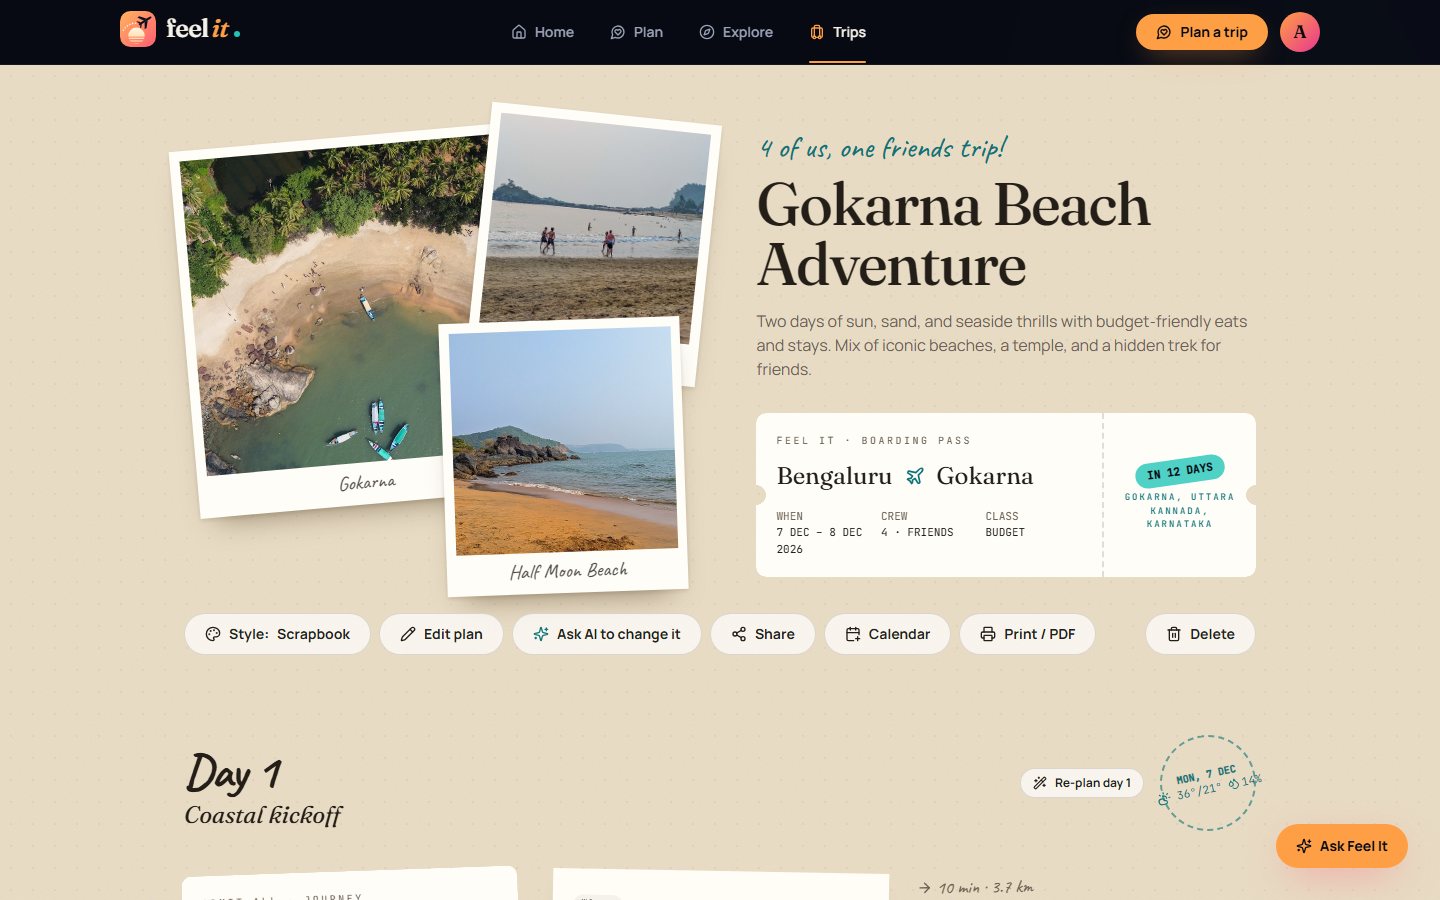 feel it.
Home
Plan
Explore
Trips
Plan a trip
A
4 of us, one friends trip!
Gokarna Beach
Adventure
Two days of sun, sand, and seaside thrills with budget-friendly eats
and stays. Mix of iconic beaches, a temple, and a hidden trek for
friends.
Gokarna
Half Moon Beach
FEEL IT · BOARDING PASS
Bengaluru Gokarna
WHEN
7 DEC – 8 DEC
2026
CREW
4 · FRIENDS
CLASS
BUDGET
IN 12 DAYS
GOKARNA, UTTARA
KANNADA,
KARNATAKA
Style: Scrapbook
Edit plan
Ask AI to change it
Share
Calendar
Print / PDF
Delete
Day 1
Coastal kickoff
Re-plan day 1
MON, 7 DEC
36°/21° 14%
Ask Feel It
JOURNEY
→ 10 min · 3.7 km